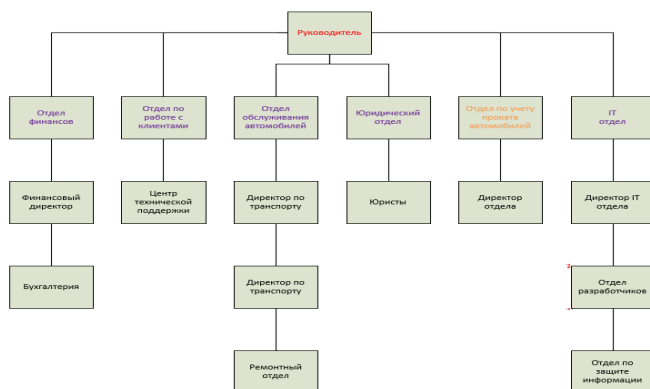 Руководитель
Отдел
финансов
Отдел по
работе с
клиентами
Отдел
обслуживания
автомобилей
Юридический
отдел
Отдел по учету
проката
автомобилей
IT
отдел
Финансовый
директор
Центр
технической
поддержки
Директор по
транспорту
Юристы
Директор
отдела
Директор IT
отдела
Бухгалтерия
Директор по
транспорту
Отдел
разработчиков
Ремонтный
отдел
Отдел по
защите
информации